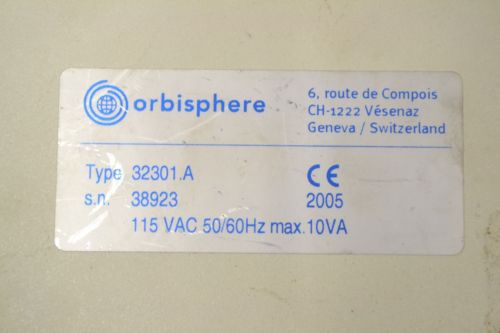 orbisphere
6, route de Compois
CH-1222 Vésenaz
Geneva / Switzerland
Type 32301.A CE
s.n. 38923 2005
115 VAC 50/60Hz max.10VA